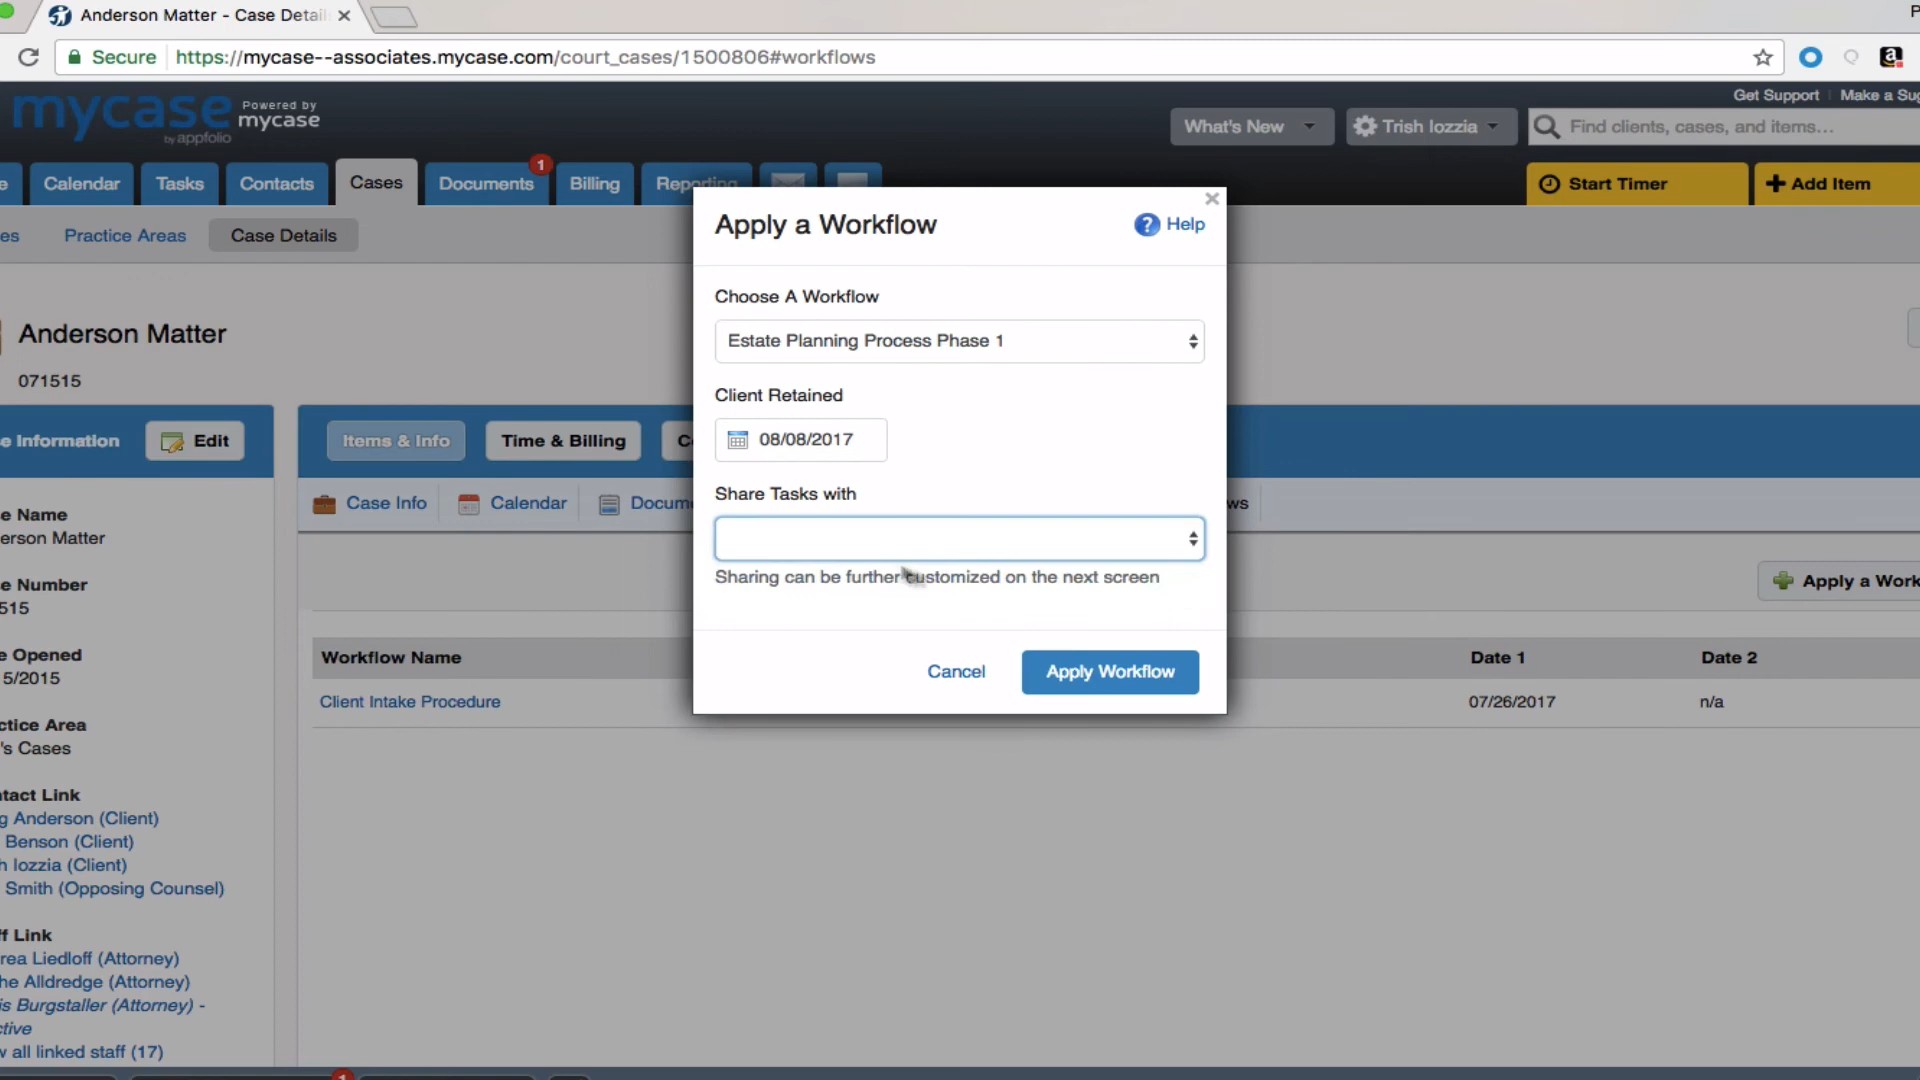 Anderson Matter - Case Detail
Secure https://mycase--associates.mycase.com/court_cases/1500806#workflows
Get Support Make a Sug
mycase
by appfolio
Powered by
mycase
What's New
Trish Iozzia
Find clients, cases, and items...
e Calendar Tasks Contacts Cases Documents 1 Billing Reporting
Start Timer
Add Item
es Practice Areas Case Details
Anderson Matter
071515
e Information Edit
Items & Info Time & Billing C
Case Info Calendar Docum ws
e Name
erson Matter
e Number
515
e Opened
5/2015
ctice Area
's Cases
ntact Link
g Anderson (Client)
Benson (Client)
h Iozzia (Client)
Smith (Opposing Counsel)
ff Link
rea Liedloff (Attorney)
he Alldredge (Attorney)
is Burgstaller (Attorney) -
ctive
w all linked staff (17)
Apply a Workflow
Help
Choose A Workflow
Estate Planning Process Phase 1
Client Retained
08/08/2017
Share Tasks with
Sharing can be further customized on the next screen
Cancel Apply Workflow
Apply a Work
Workflow Name Date 1 Date 2
Client Intake Procedure 07/26/2017 n/a
1